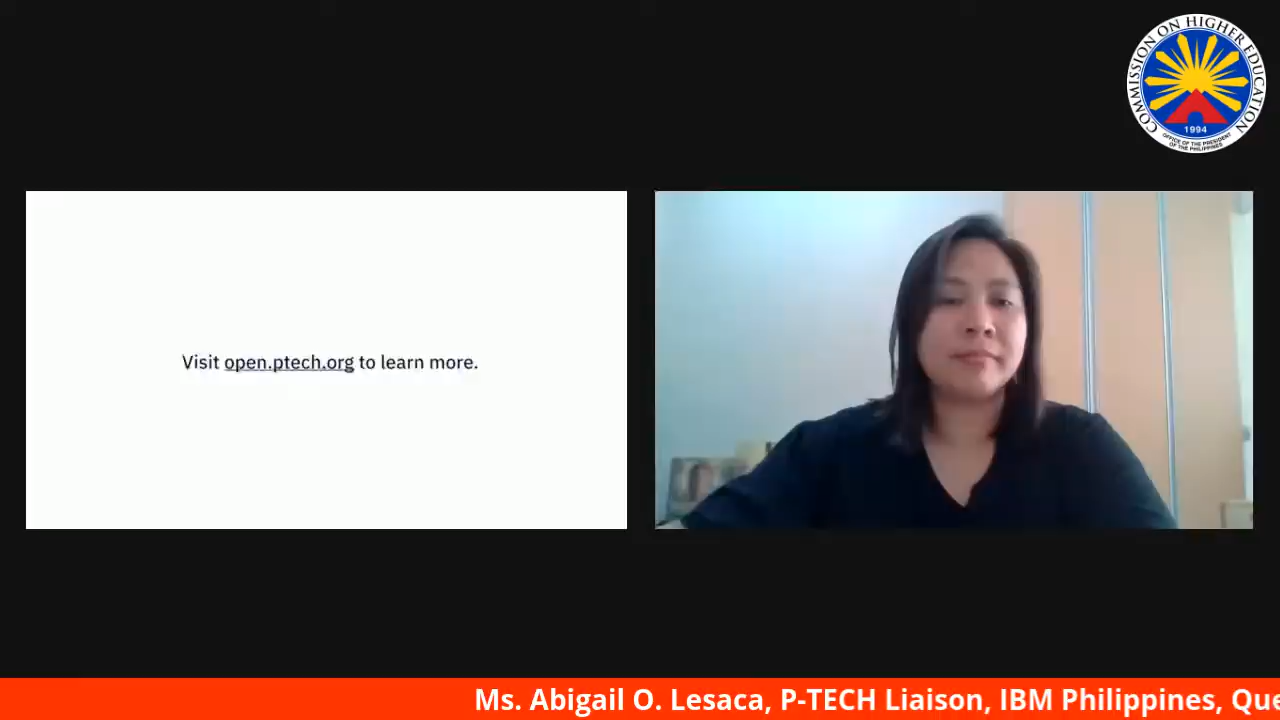 COMMISSION ON HIGHER EDUCATION
1994
OFFICE OF THE PRESIDENT
OF THE PHILIPPINES
Visit open.ptech.org to learn more.
Ms. Abigail O. Lesaca, P-TECH Liaison, IBM Philippines, Que